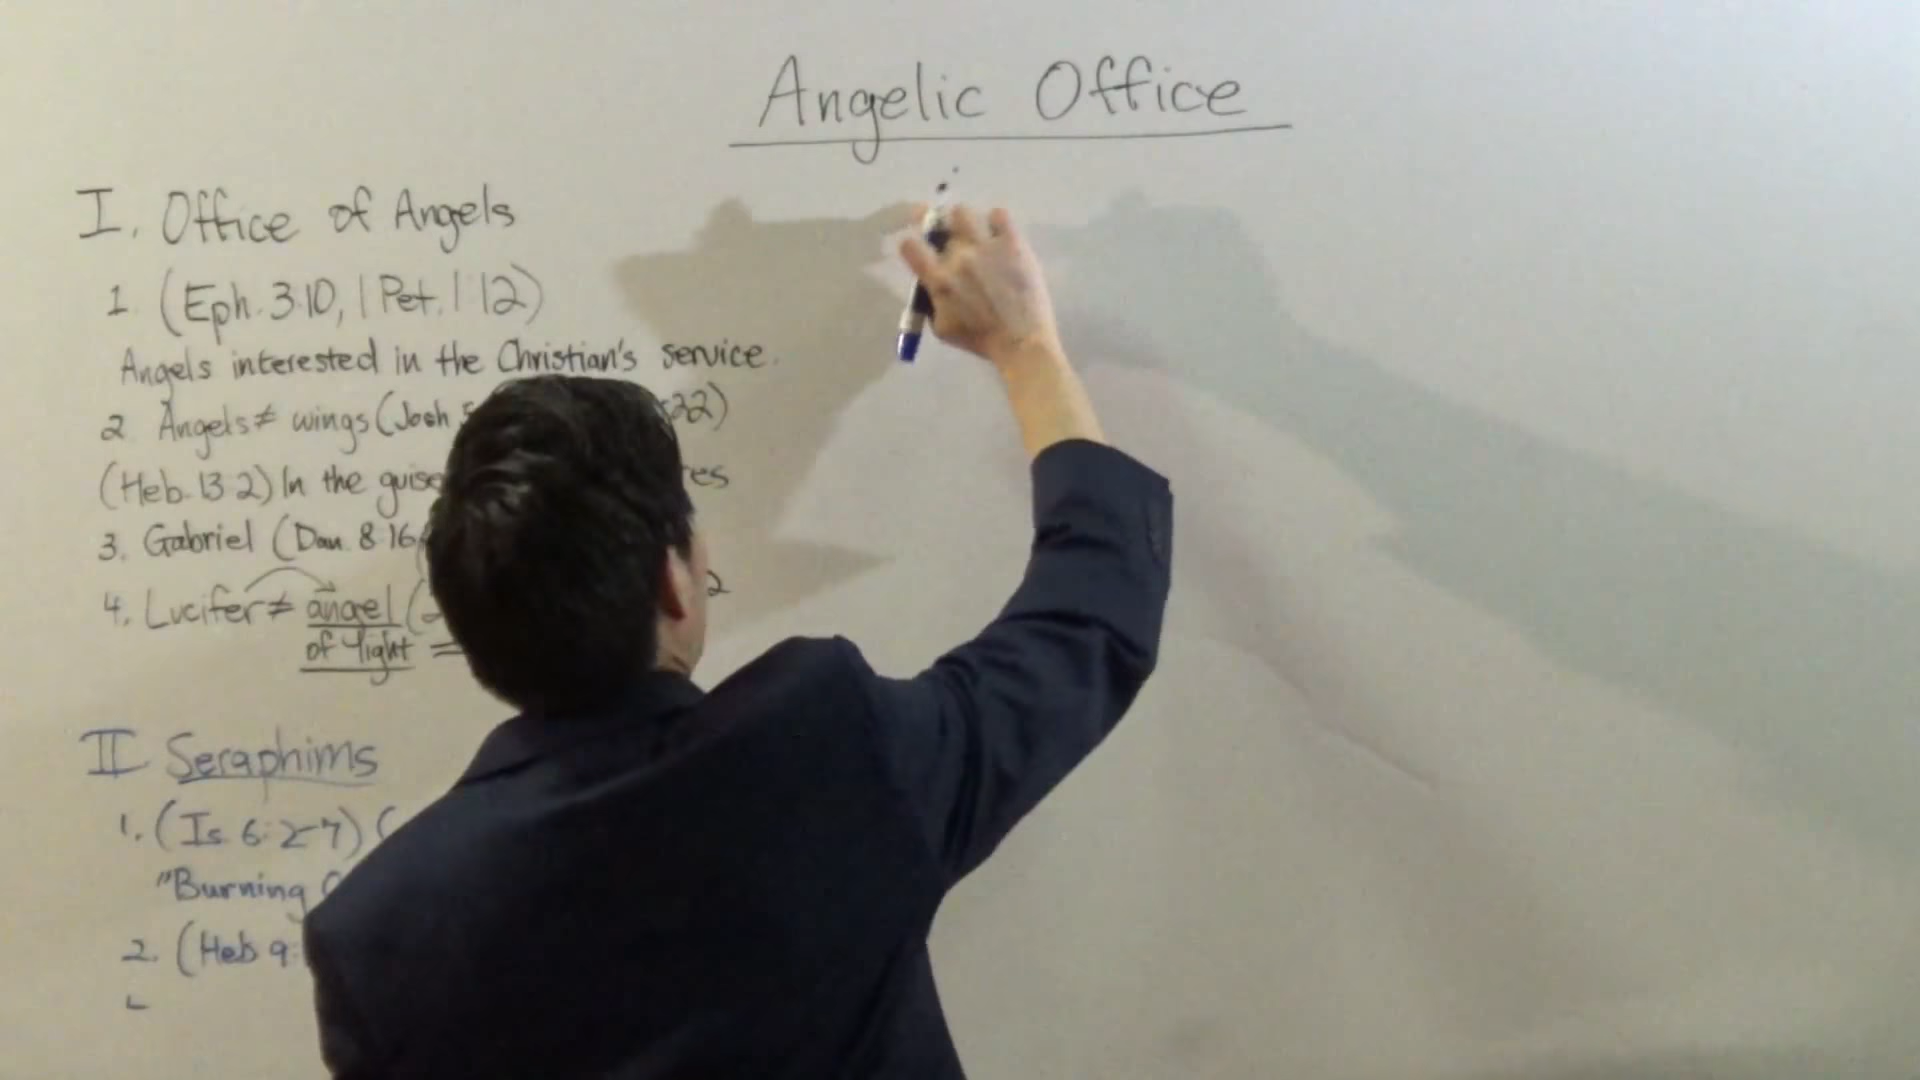 Angelic Office
I. Office of Angels
1. (Eph. 3:10, 1 Pet. 1:12)
Angels interested in the Christian's service.
2. Angels ≠ wings (Josh 5 22)
(Heb. 13:2) In the guise
3. Gabriel (Dan. 8:16,
4. Lucifer ≠ angel ( 2
of light =
II Seraphims
1. (Is. 6:2-7) (
"Burning
2. (Heb 9: